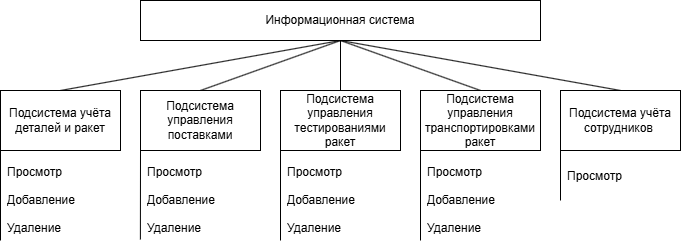 Информационная система
Подсистема учёта
деталей и ракет
Просмотр
Добавление
Удаление
Подсистема
управления
поставками
Просмотр
Добавление
Удаление
Подсистема
управления
тестированиями
ракет
Просмотр
Добавление
Удаление
Подсистема
управления
транспортировками
ракет
Просмотр
Добавление
Удаление
Подсистема учёта
сотрудников
Просмотр